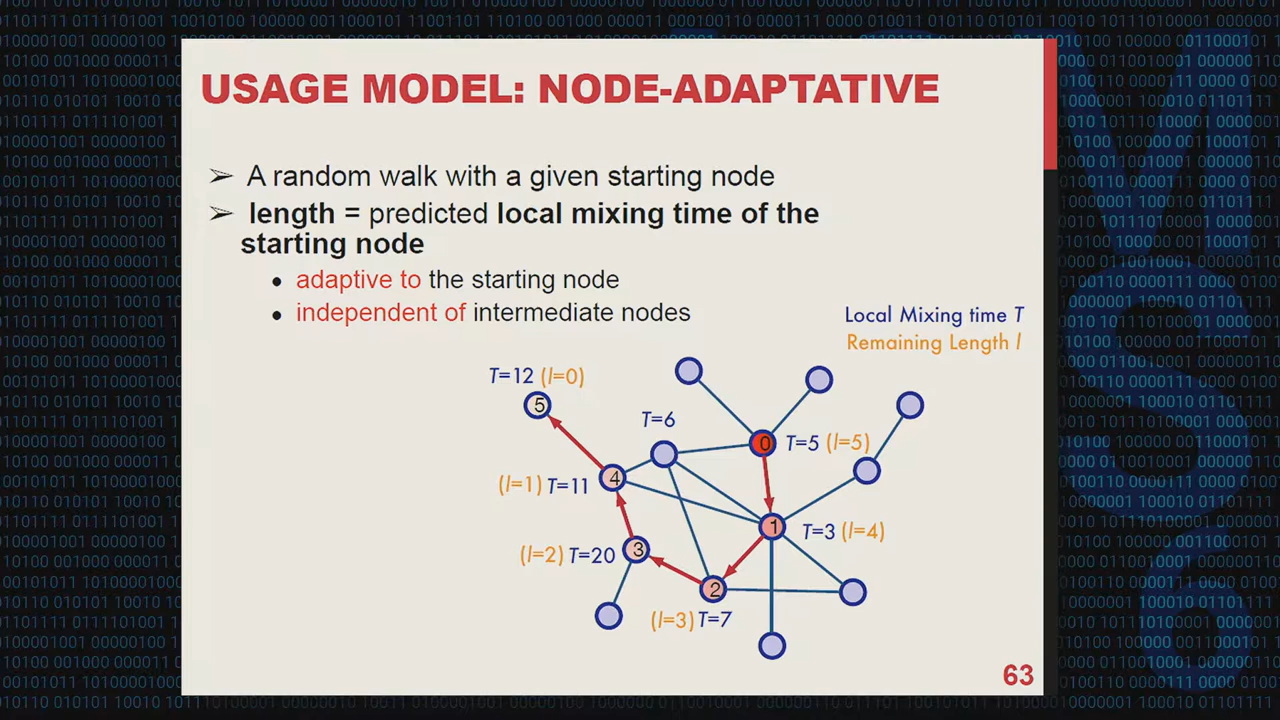 USAGE MODEL: NODE-ADAPTATIVE
➢ A random walk with a given starting node
➢ length = predicted local mixing time of the
starting node
• adaptive to the starting node
• independent of intermediate nodes
Local Mixing time T
Remaining Length l
T=12 (l=0)
5
T=6
0 T=5 (l=5)
(l=1) T=11 4
1 T=3 (l=4)
(l=2) T=20 3
2
(l=3) T=7
63